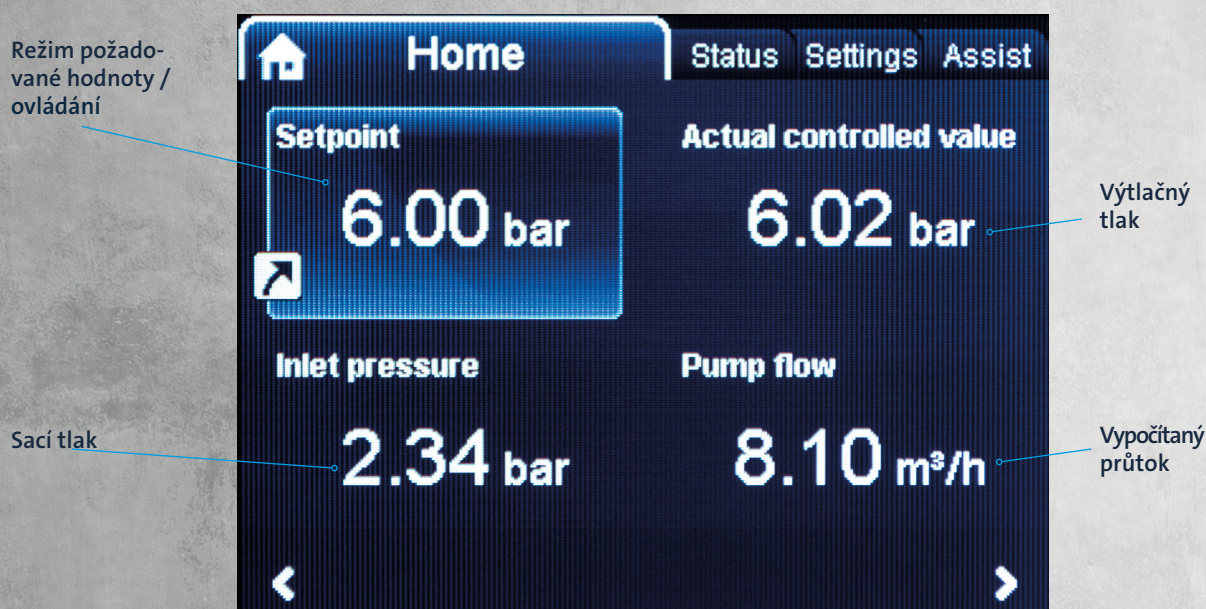 Režim požado-
vané hodnoty /
ovládání
Home
Status Settings Assist
Setpoint
6.00 bar
Actual controlled value
6.02 bar
Výtlačný
tlak
Inlet pressure
2.34 bar
Pump flow
8.10 m³/h
Sací tlak
Vypočítaný
průtok